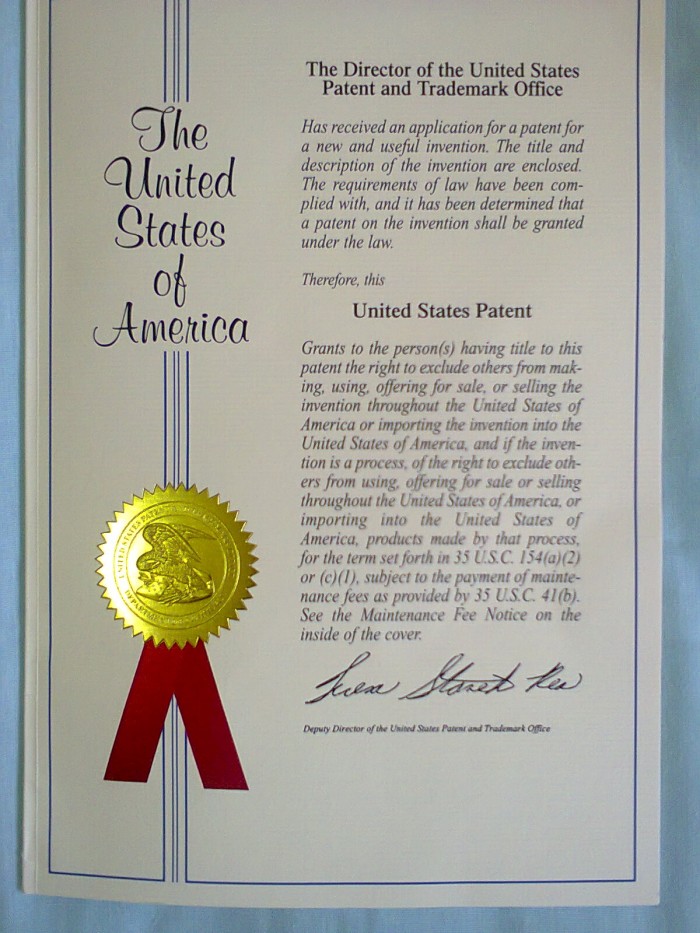 The
United
States
of
America
The Director of the United States
Patent and Trademark Office
Has received an application for a patent for
a new and useful invention. The title and
description of the invention are enclosed.
The requirements of law have been com-
plied with, and it has been determined that
a patent on the invention shall be granted
under the law.
Therefore, this
United States Patent
Grants to the person(s) having title to this
patent the right to exclude others from mak-
ing, using, offering for sale, or selling the
invention throughout the United States of
America or importing the invention into the
United States of America, and if the inven-
tion is a process, of the right to exclude oth-
ers from using, offering for sale or selling
throughout the United States of America, or
importing into the United States of
America, products made by that process,
for the term set forth in 35 U.S.C. 154(a)(2)
or (c)(1), subject to the payment of mainte-
nance fees as provided by 35 U.S.C. 41(b).
See the Maintenance Fee Notice on the
inside of the cover.
Deputy Director of the United States Patent and Trademark Office
UNITED STATES PATENT
DEPARTMENT OF